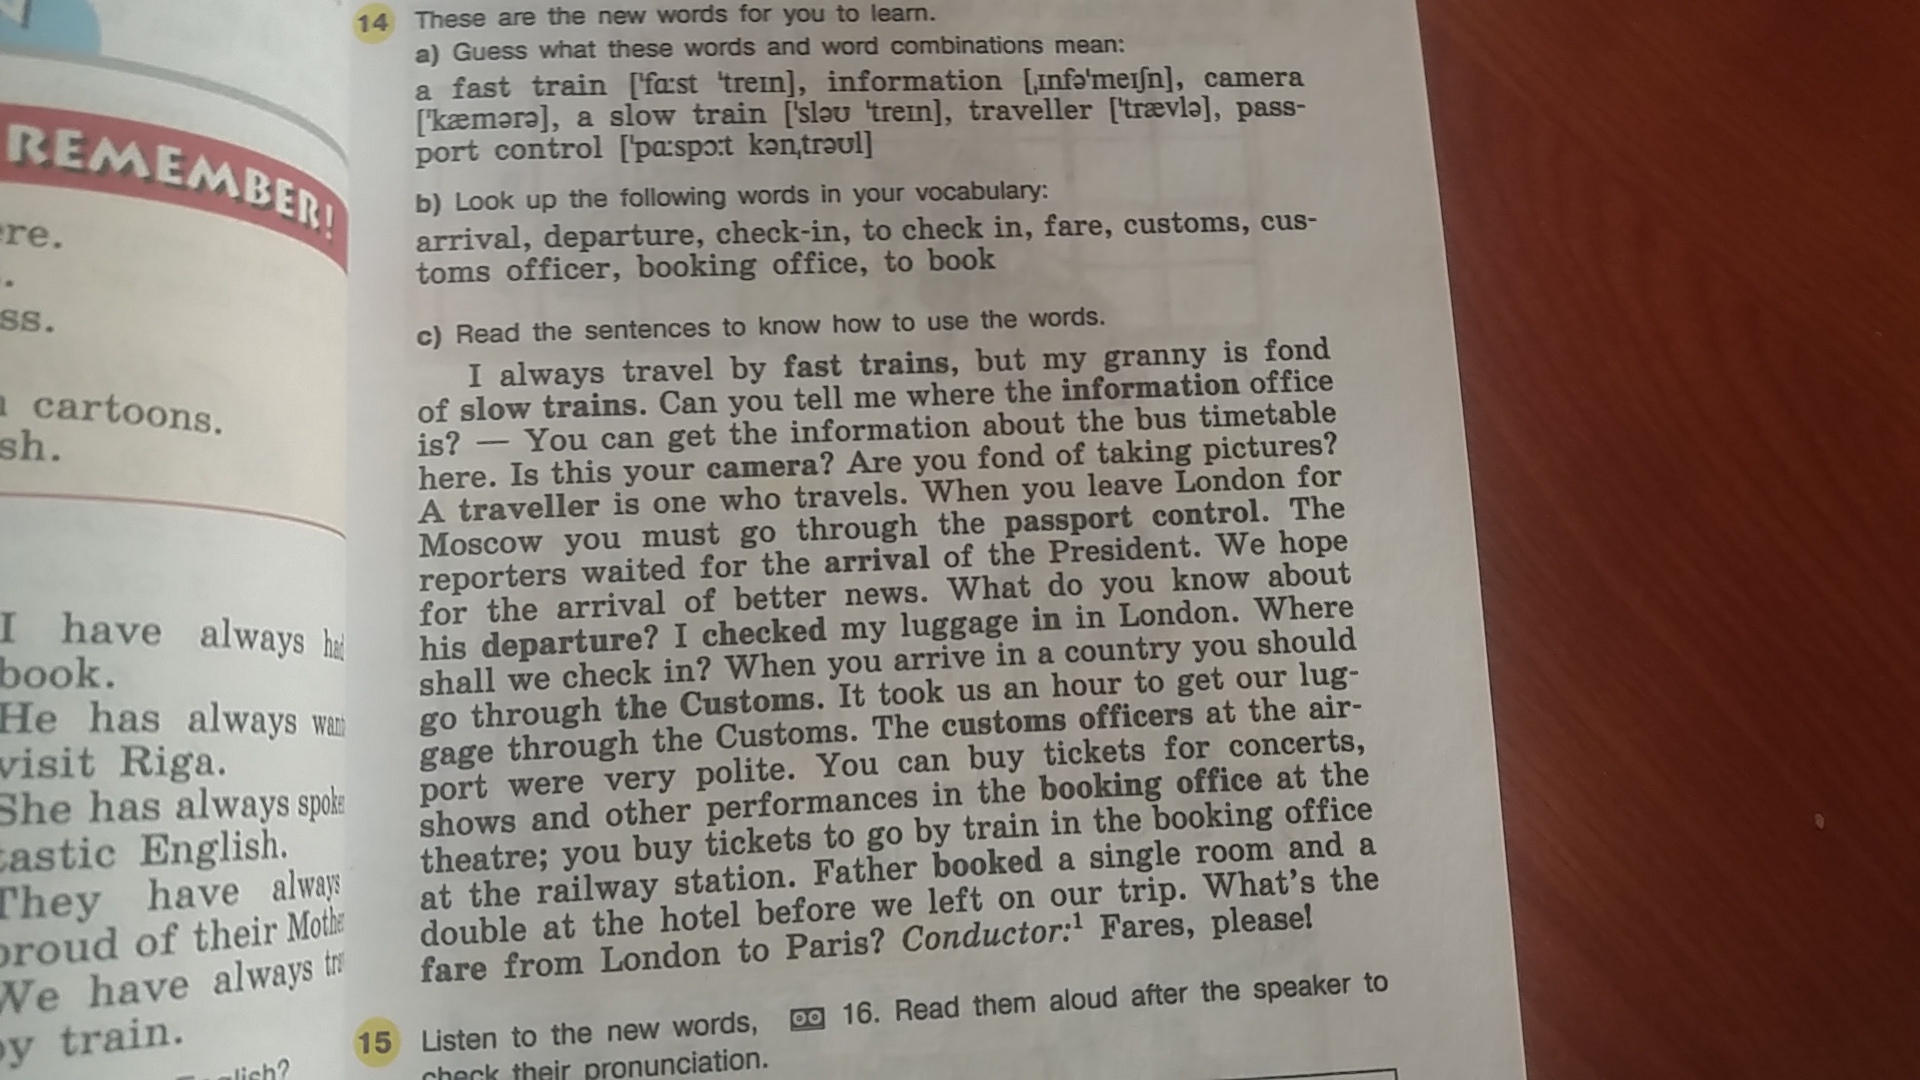 REMEMBER!
cartoons.
I have always
book.
He has always
visit Riga.
She has always
English.
They have always
proud of their
We have always
by train.
14 These are the new words for you to learn.
a) Guess what these words and word combinations mean:
a fast train [ˈfɑːst ˈtreɪn], information [ˌɪnfəˈmeɪʃn], camera
[ˈkæmərə], a slow train [ˈsləʊ ˈtreɪn], traveller [ˈtrævlə], pass-
port control [ˈpɑːspɔːt kənˌtrəʊl]
b) Look up the following words in your vocabulary:
arrival, departure, check-in, to check in, fare, customs, cus-
toms officer, booking office, to book
c) Read the sentences to know how to use the words.
I always travel by fast trains, but my granny is fond
of slow trains. Can you tell me where the information office
is? — You can get the information about the bus timetable
here. Is this your camera? Are you fond of taking pictures?
A traveller is one who travels. When you leave London for
Moscow you must go through the passport control. The
reporters waited for the arrival of the President. We hope
for the arrival of better news. What do you know about
his departure? I checked my luggage in in London. Where
shall we check in? When you arrive in a country you should
go through the Customs. It took us an hour to get our lug-
gage through the Customs. The customs officers at the air-
port were very polite. You can buy tickets for concerts,
shows and other performances in the booking office at the
theatre; you buy tickets to go by train in the booking office
at the railway station. Father booked a single room and a
double at the hotel before we left on our trip. What's the
fare from London to Paris? Conductor:¹ Fares, please!
15 Listen to the new words, 16. Read them aloud after the speaker to
check their pronunciation.